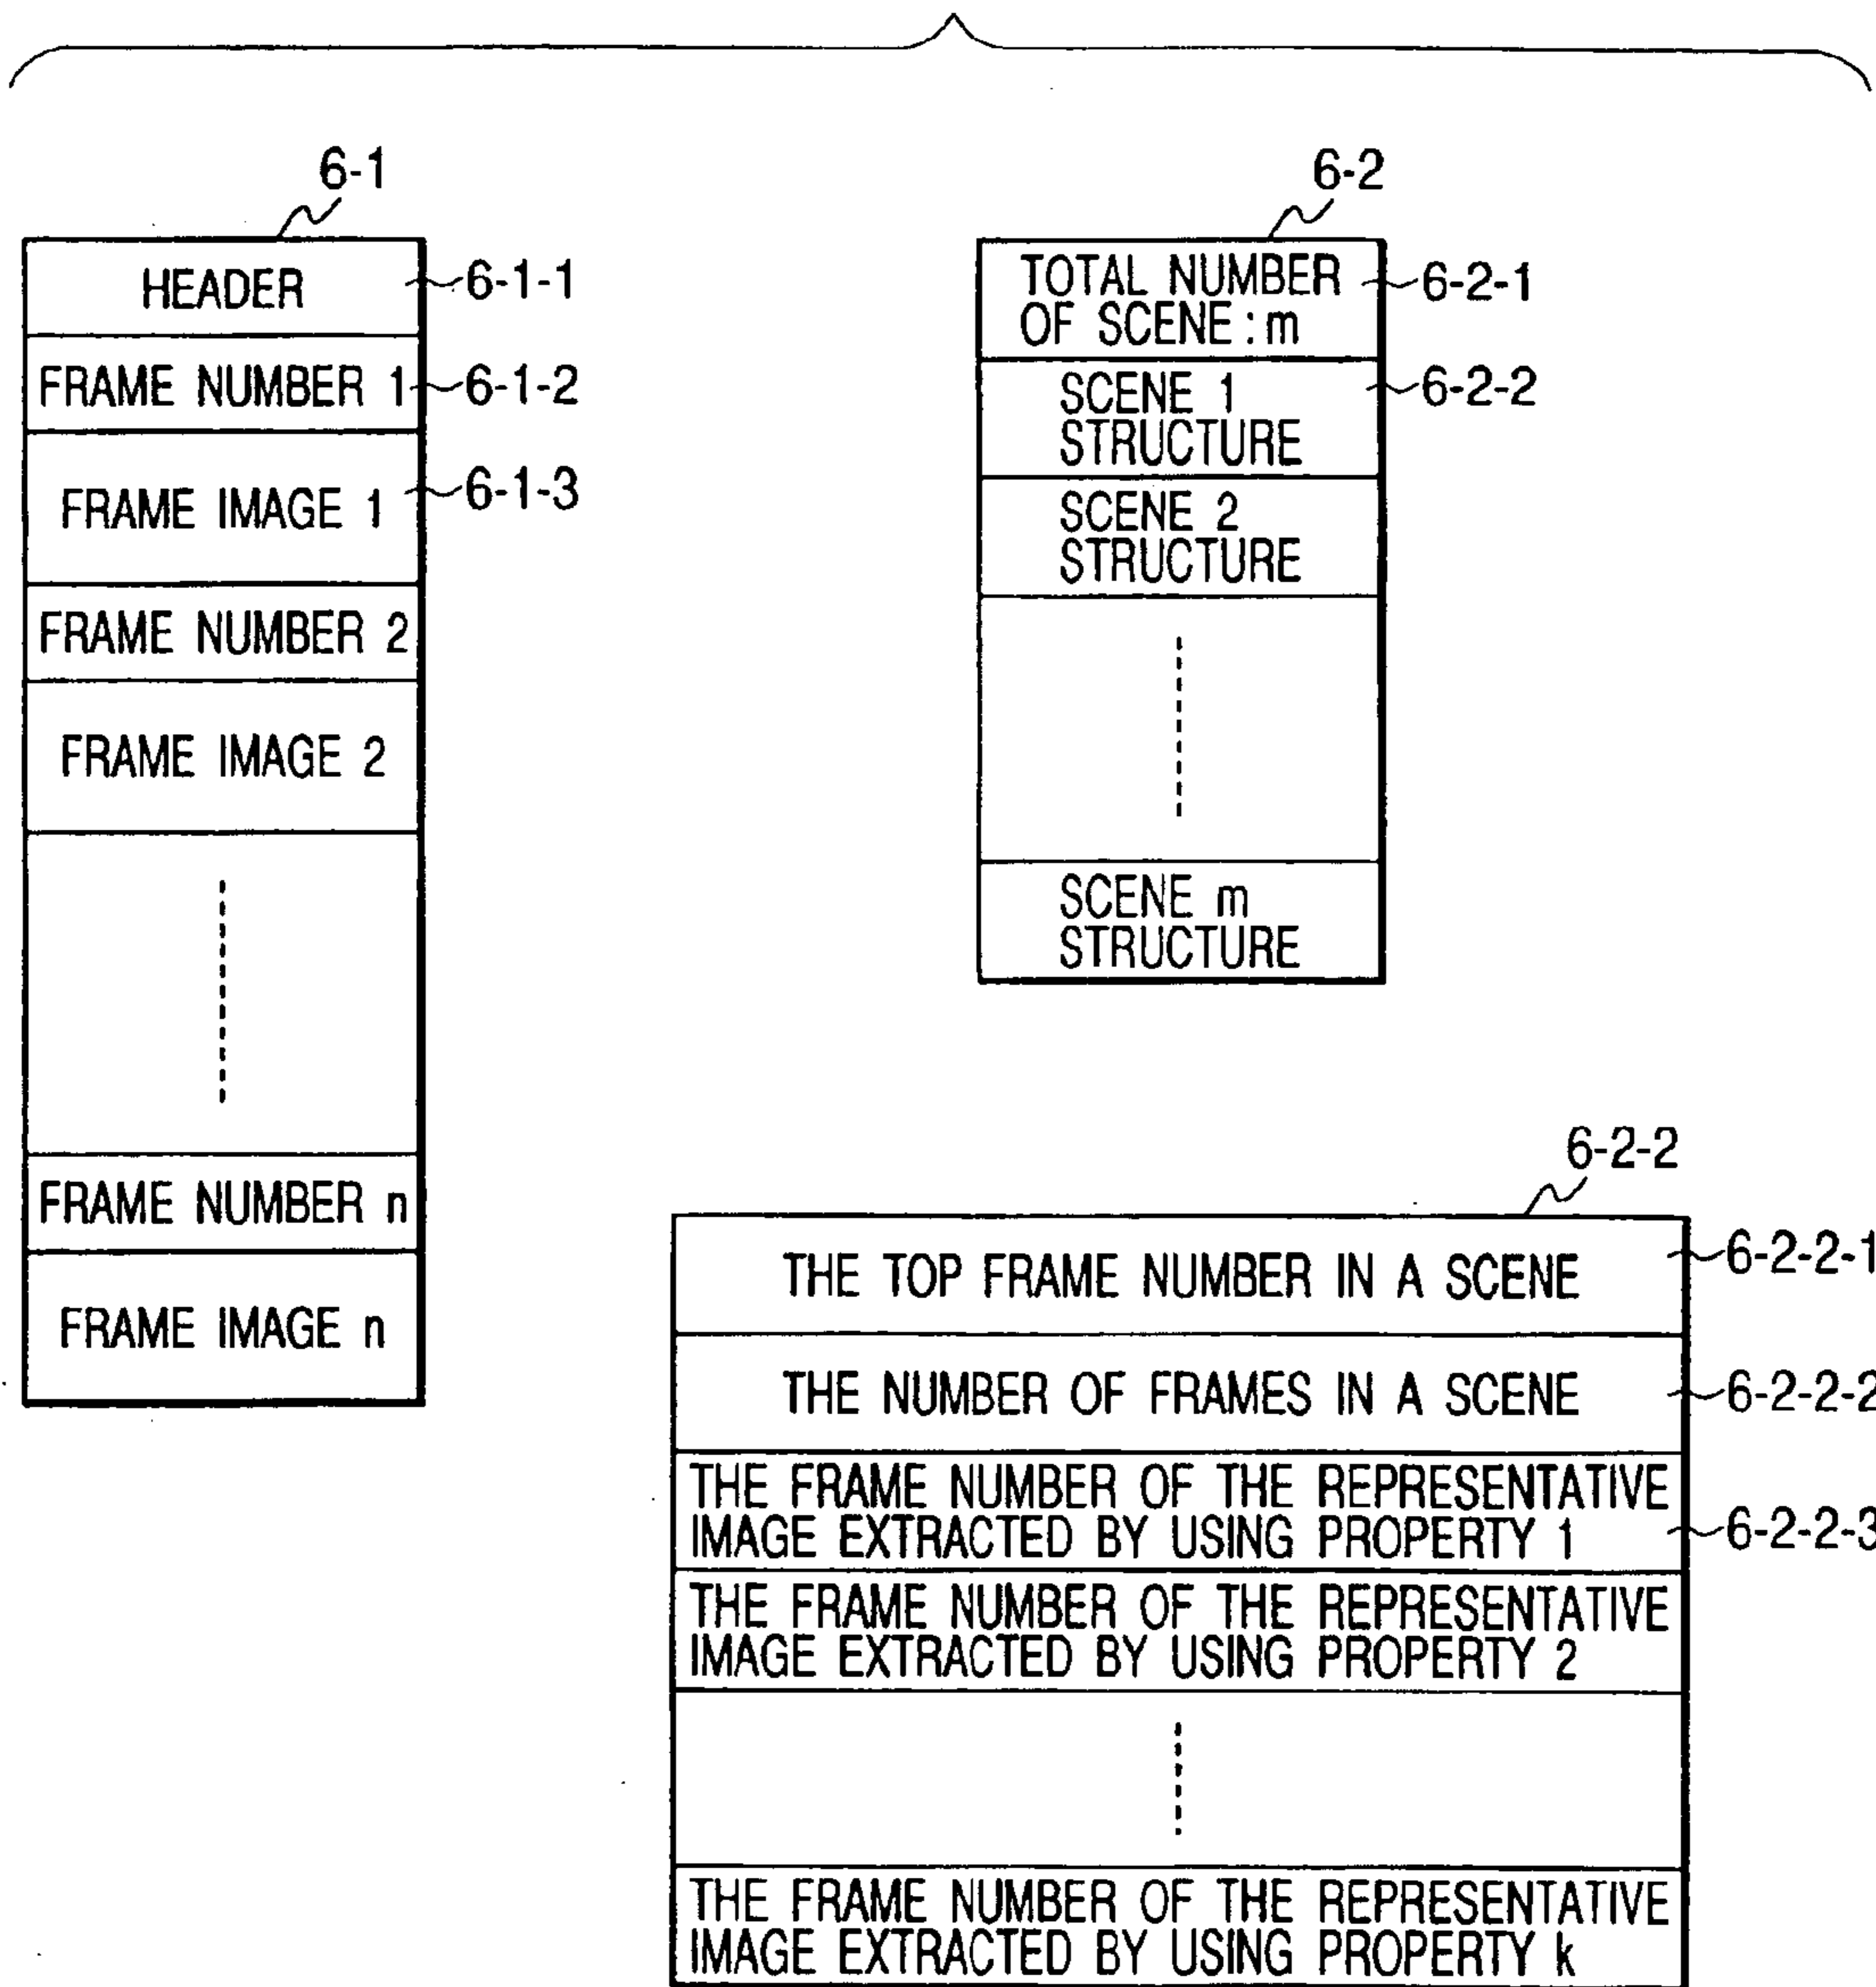 6-1
HEADER
6-1-1
FRAME NUMBER 1
6-1-2
FRAME IMAGE 1
6-1-3
FRAME NUMBER 2
FRAME IMAGE 2
FRAME NUMBER n
FRAME IMAGE n
6-2
TOTAL NUMBER
OF SCENE : m
6-2-1
SCENE 1
STRUCTURE
6-2-2
SCENE 2
STRUCTURE
SCENE m
STRUCTURE
6-2-2
THE TOP FRAME NUMBER IN A SCENE
6-2-2-1
THE NUMBER OF FRAMES IN A SCENE
6-2-2-2
THE FRAME NUMBER OF THE REPRESENTATIVE
IMAGE EXTRACTED BY USING PROPERTY 1
6-2-2-3
THE FRAME NUMBER OF THE REPRESENTATIVE
IMAGE EXTRACTED BY USING PROPERTY 2
THE FRAME NUMBER OF THE REPRESENTATIVE
IMAGE EXTRACTED BY USING PROPERTY k